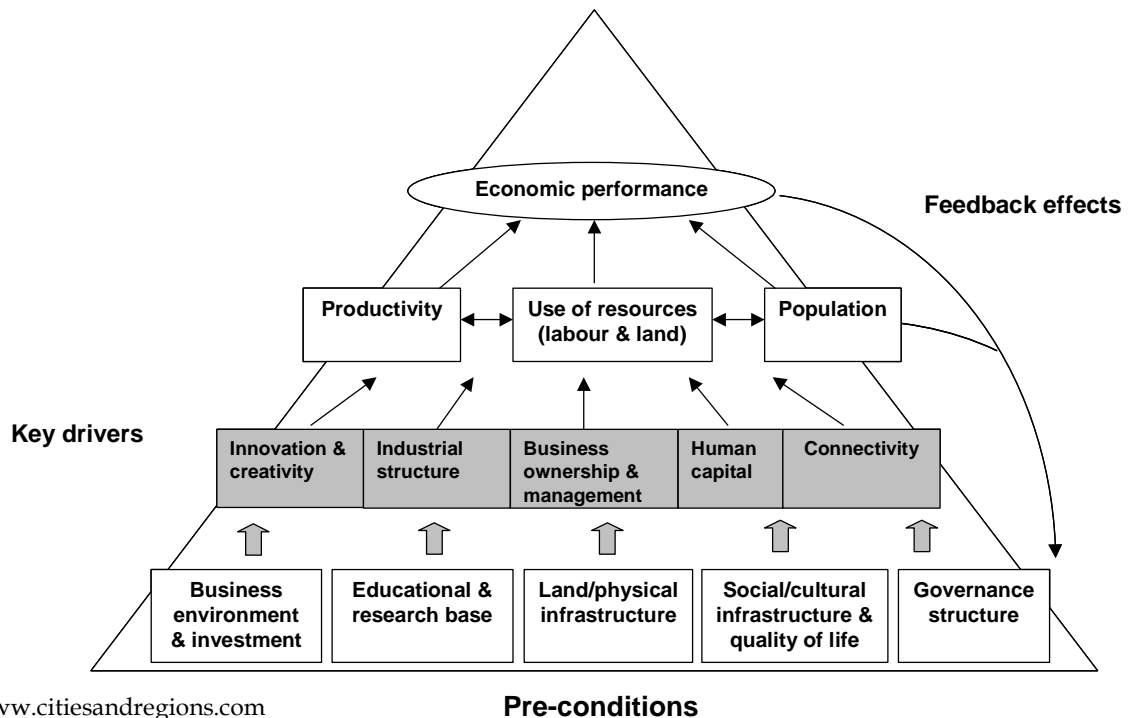 Economic performance
Feedback effects
Productivity
Use of resources
(labour & land)
Population
Key drivers
Innovation &
creativity
Industrial
structure
Business
ownership &
management
Human
capital
Connectivity
Business
environment
& investment
Educational &
research base
Land/physical
infrastructure
Social/cultural
infrastructure &
quality of life
Governance
structure
ww.citiesandregions.com
Pre-conditions